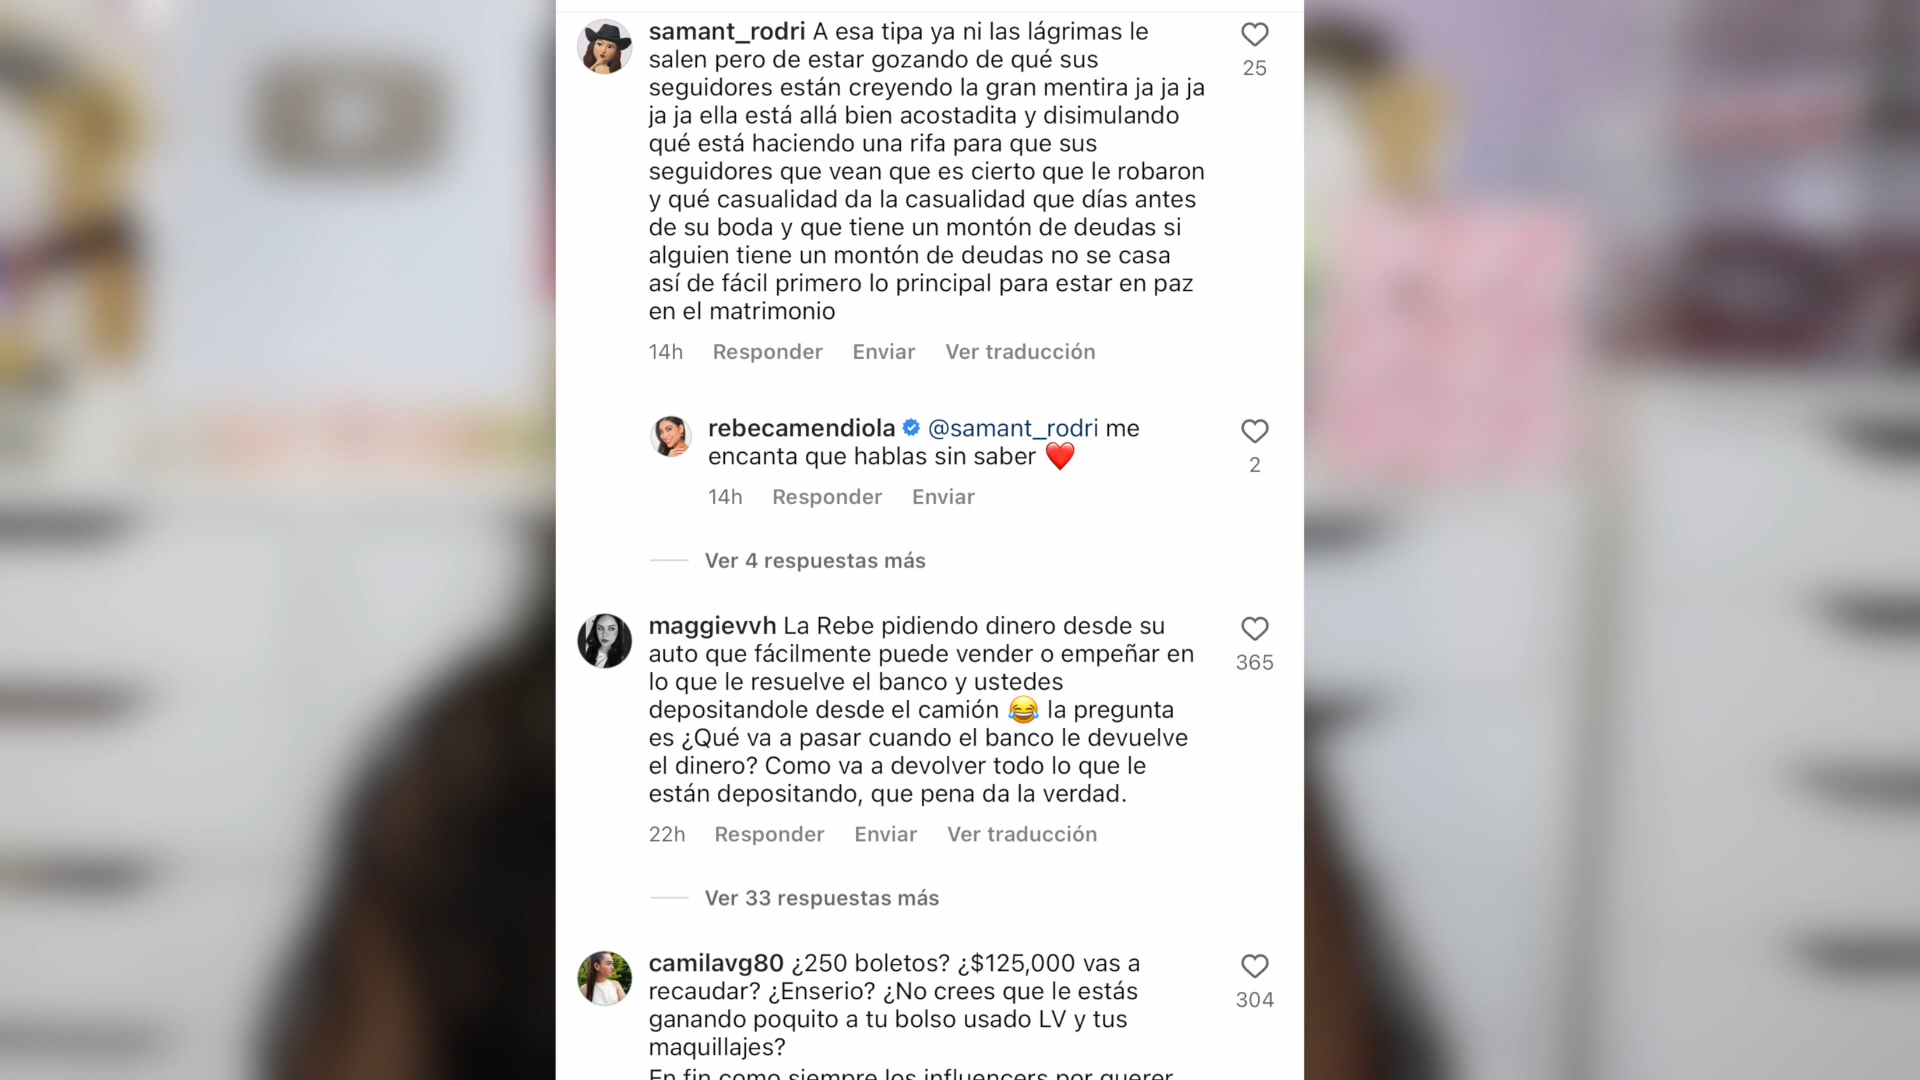 samant_rodri A esa tipa ya ni las lágrimas le
salen pero de estar gozando de qué sus
seguidores están creyendo la gran mentira ja ja ja
ja ja ella está allá bien acostadita y disimulando
qué está haciendo una rifa para que sus
seguidores que vean que es cierto que le robaron
y qué casualidad da la casualidad que días antes
de su boda y que tiene un montón de deudas si
alguien tiene un montón de deudas no se casa
así de fácil primero lo principal para estar en paz
en el matrimonio
25
14h Responder Enviar Ver traducción
rebecamendiola @samant_rodri me
encanta que hablas sin saber ❤️
2
14h Responder Enviar
Ver 4 respuestas más
maggievvh La Rebe pidiendo dinero desde su
auto que fácilmente puede vender o empeñar en
lo que le resuelve el banco y ustedes
depositandole desde el camión 😂 la pregunta
es ¿Qué va a pasar cuando el banco le devuelve
el dinero? Como va a devolver todo lo que le
están depositando, que pena da la verdad.
365
22h Responder Enviar Ver traducción
Ver 33 respuestas más
camilavg80 ¿250 boletos? ¿$125,000 vas a
recaudar? ¿Enserio? ¿No crees que le estás
ganando poquito a tu bolso usado LV y tus
maquillajes?
304
En fin como siempre los influencers por querer